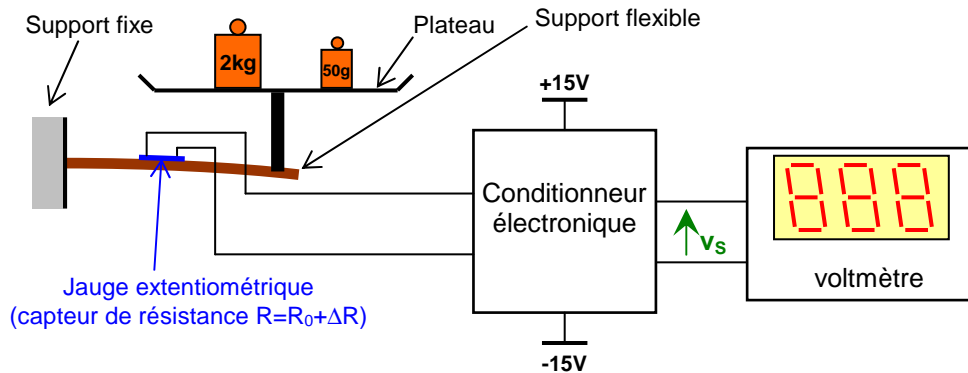 Support fixe
Plateau
Support flexible
2kg
50g
+15V
Conditionneur
électronique
vS
888
voltmètre
Jauge extentiométrique
(capteur de résistance R=R0+ΔR)
-15V